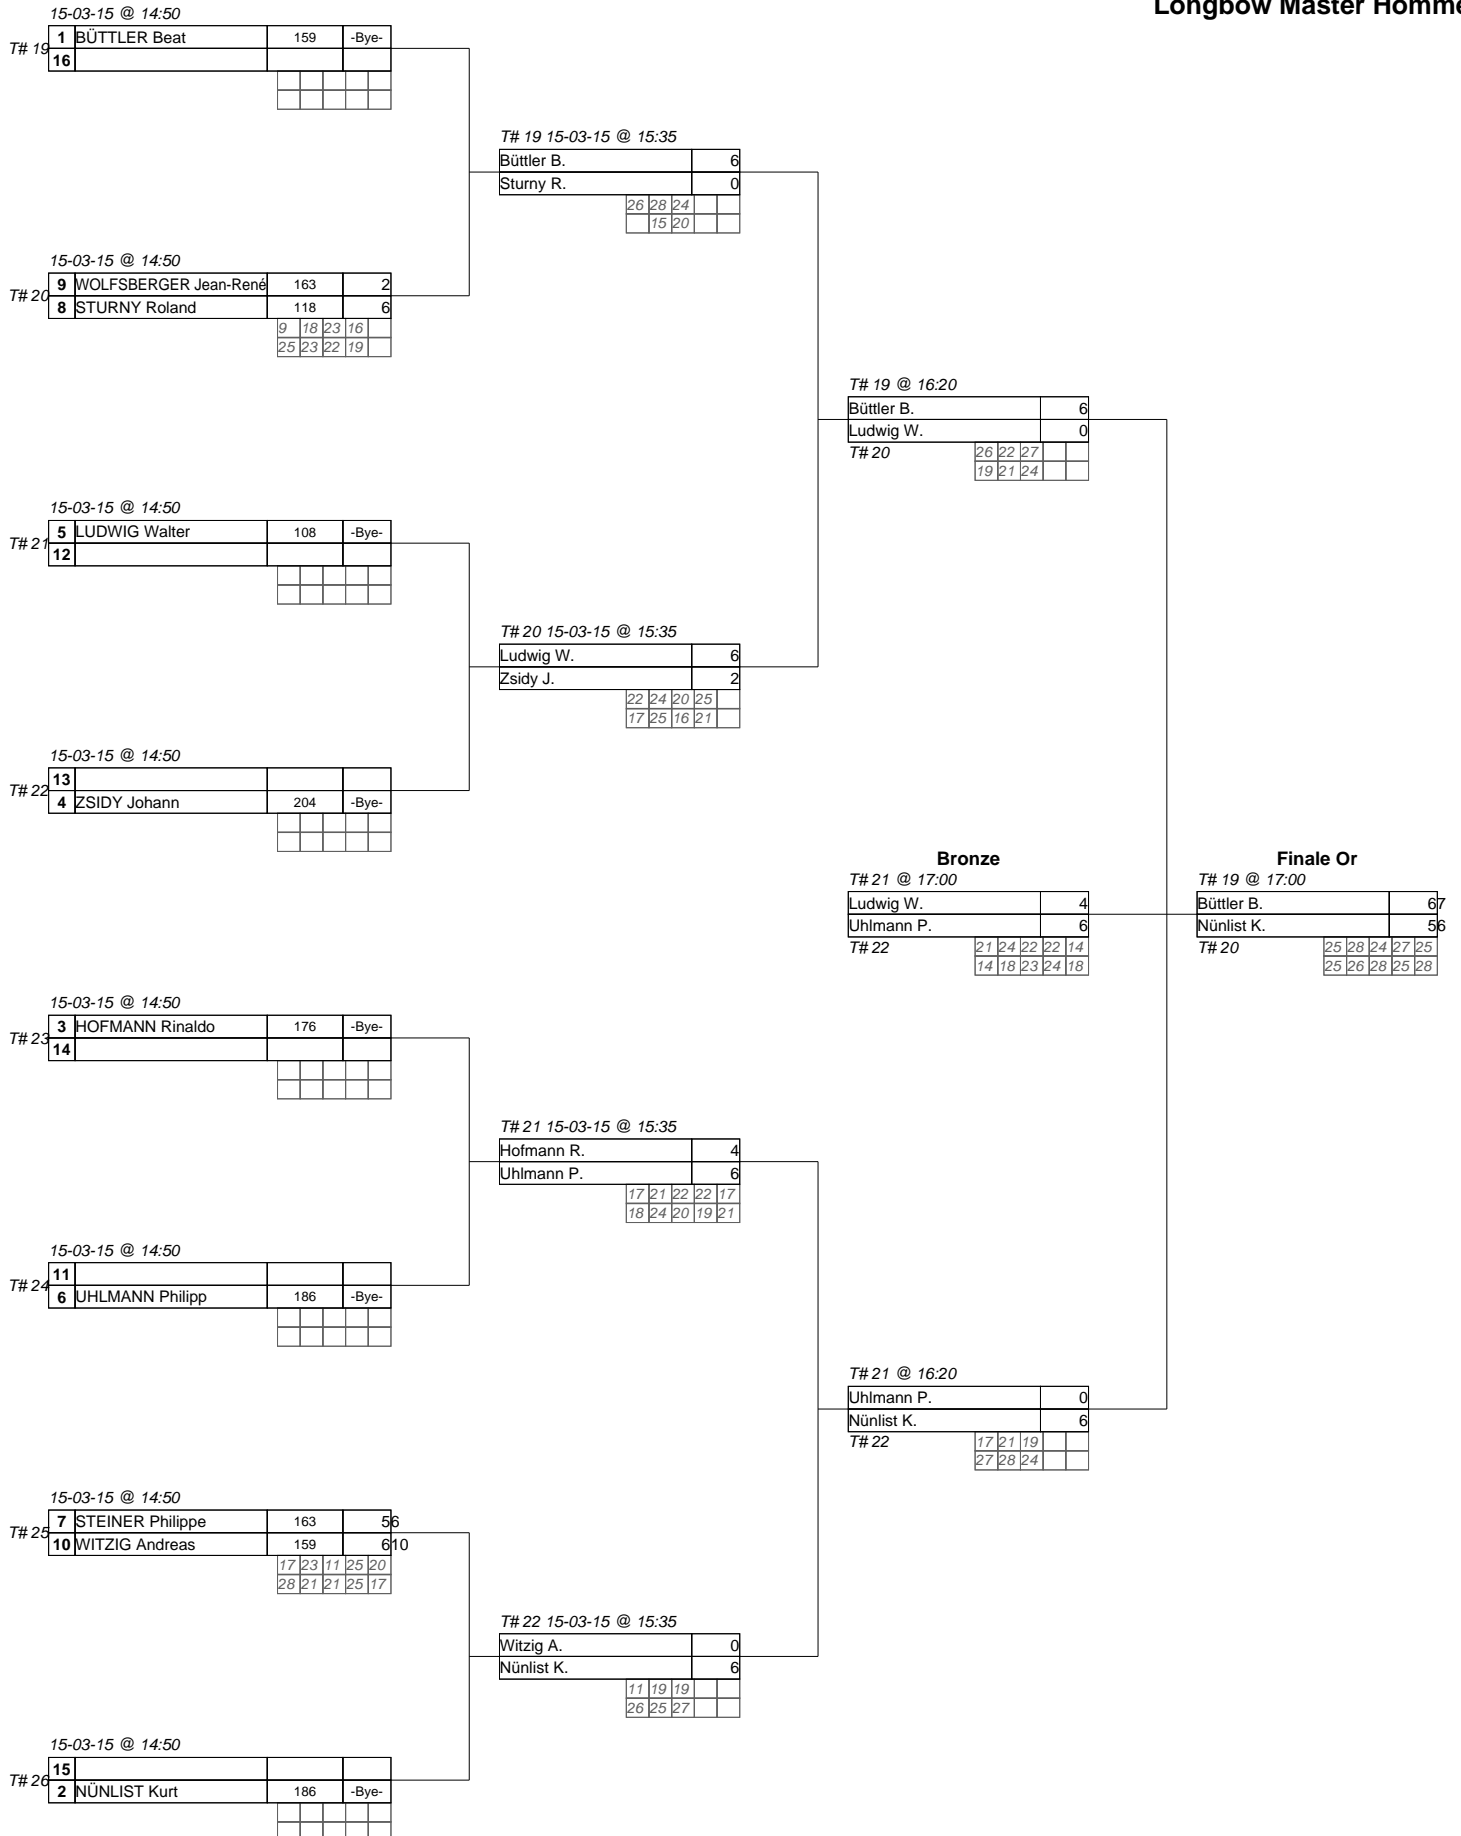 Longbow Master Homme
15-03-15 @ 14:50
T# 19
1 BÜTTLER Beat 159 -Bye-
16
T# 19 15-03-15 @ 15:35
Büttler B. 6
Sturny R. 0
26 28 24
15 20
15-03-15 @ 14:50
T# 20
9 WOLFSBERGER Jean-René 163 2
8 STURNY Roland 118 6
9 18 23 16
25 23 22 19
T# 19 @ 16:20
Büttler B. 6
Ludwig W. 0
T# 20
26 22 27
19 21 24
15-03-15 @ 14:50
T# 21
5 LUDWIG Walter 108 -Bye-
12
T# 20 15-03-15 @ 15:35
Ludwig W. 6
Zsidy J. 2
22 24 20 25
17 25 16 21
15-03-15 @ 14:50
T# 22
13
4 ZSIDY Johann 204 -Bye-
Bronze
T# 21 @ 17:00
Ludwig W. 4
Uhlmann P. 6
T# 22
21 24 22 22 14
14 18 23 24 18
Finale Or
T# 19 @ 17:00
Büttler B. 67
Nünlist K. 56
T# 20
25 28 24 27 25
25 26 28 25 28
15-03-15 @ 14:50
T# 23
3 HOFMANN Rinaldo 176 -Bye-
14
T# 21 15-03-15 @ 15:35
Hofmann R. 4
Uhlmann P. 6
17 21 22 22 17
18 24 20 19 21
15-03-15 @ 14:50
T# 24
11
6 UHLMANN Philipp 186 -Bye-
T# 21 @ 16:20
Uhlmann P. 0
Nünlist K. 6
T# 22
17 21 19
27 28 24
15-03-15 @ 14:50
T# 25
7 STEINER Philippe 163 56
10 WITZIG Andreas 159 610
17 23 11 25 20
28 21 21 25 17
T# 22 15-03-15 @ 15:35
Witzig A. 0
Nünlist K. 6
11 19 19
26 25 27
15-03-15 @ 14:50
T# 26
15
2 NÜNLIST Kurt 186 -Bye-